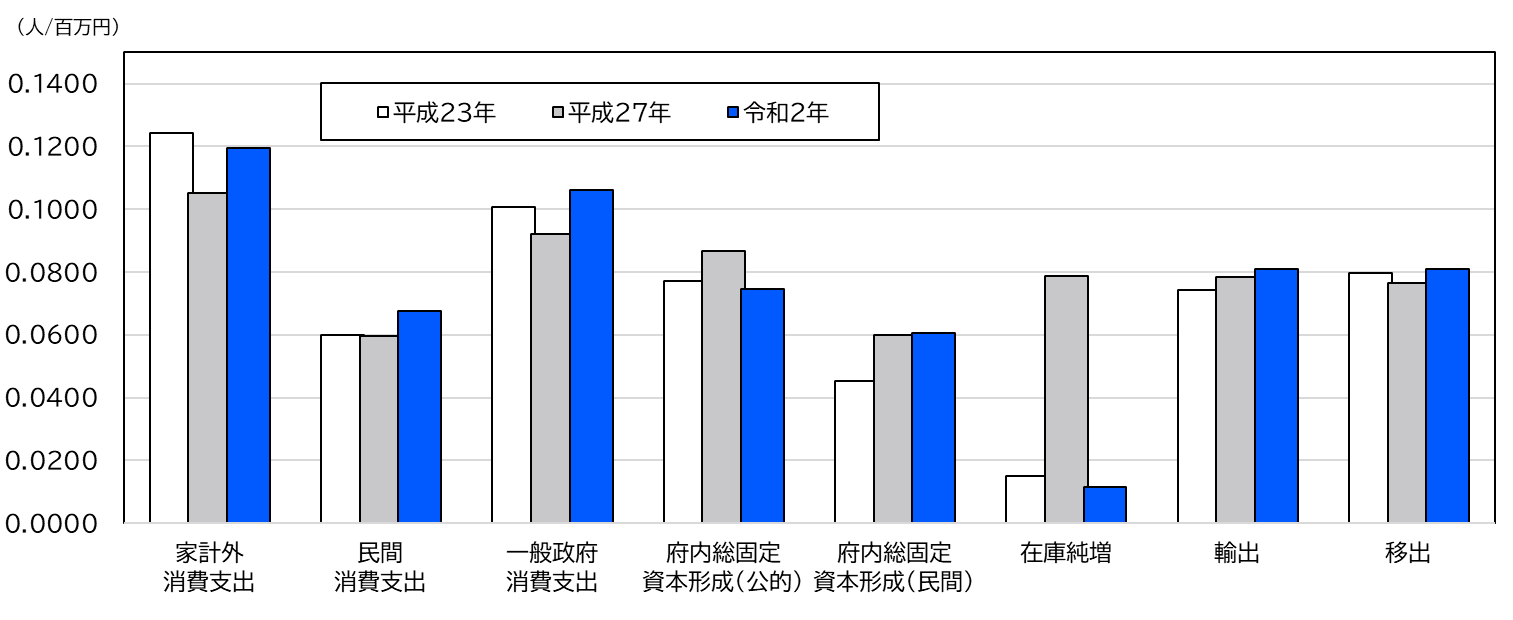 （人/百万円）
0.1400
0.1200
0.1000
0.0800
0.0600
0.0400
0.0200
0.0000
平成23年 平成27年 令和2年
家計外
消費支出
民間
消費支出
一般政府
消費支出
府内総固定
資本形成（公的）
府内総固定
資本形成（民間）
在庫純増
輸出
移出